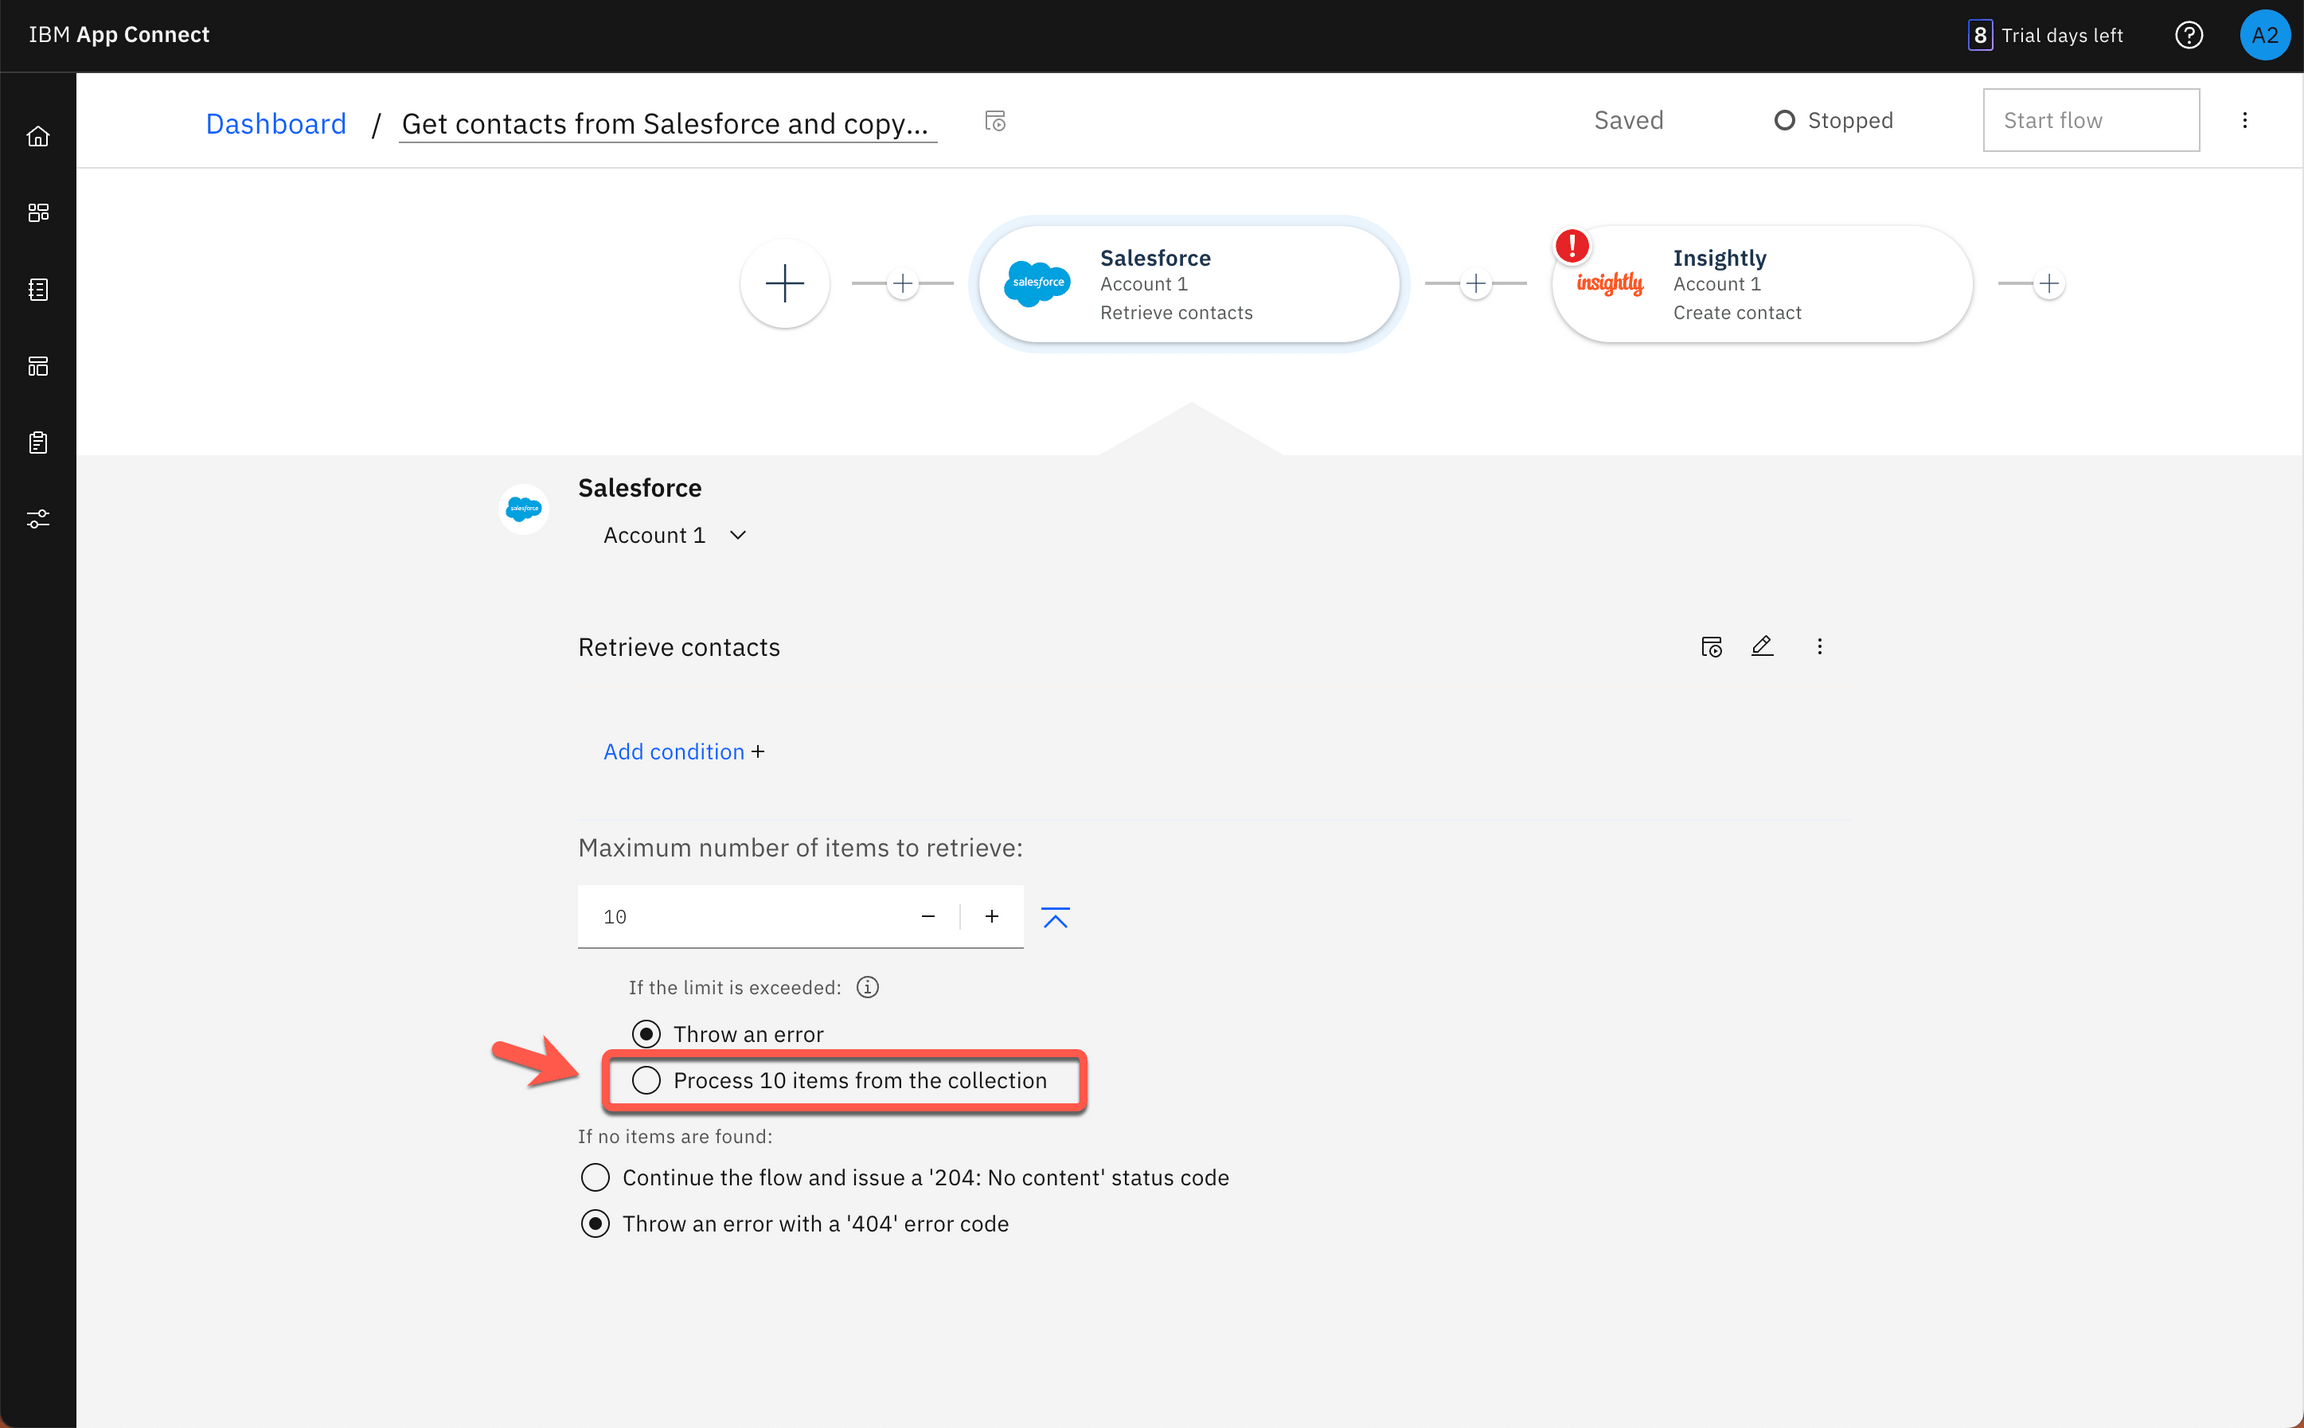 IBM App Connect
8 Trial days left
A2
Dashboard / Get contacts from Salesforce and copy...
Saved
Stopped
Start flow
salesforce
Salesforce
Account 1
Retrieve contacts
insightly
Insightly
Account 1
Create contact
salesforce
Salesforce
Account 1
Retrieve contacts
Add condition +
Maximum number of items to retrieve:
10
If the limit is exceeded:
Throw an error
Process 10 items from the collection
If no items are found:
Continue the flow and issue a '204: No content' status code
Throw an error with a '404' error code